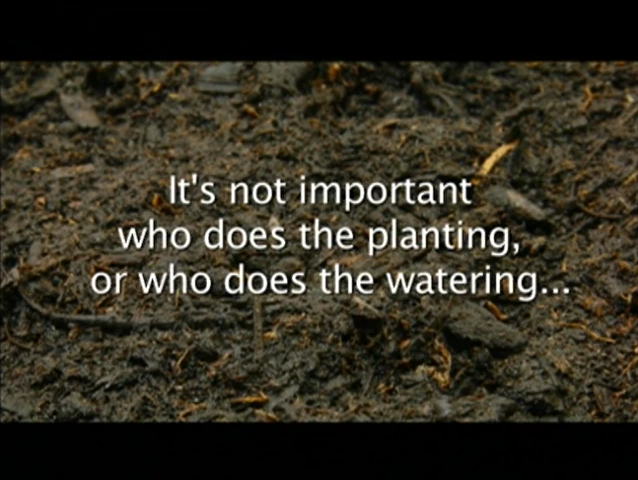 It's not important
who does the planting,
or who does the watering...